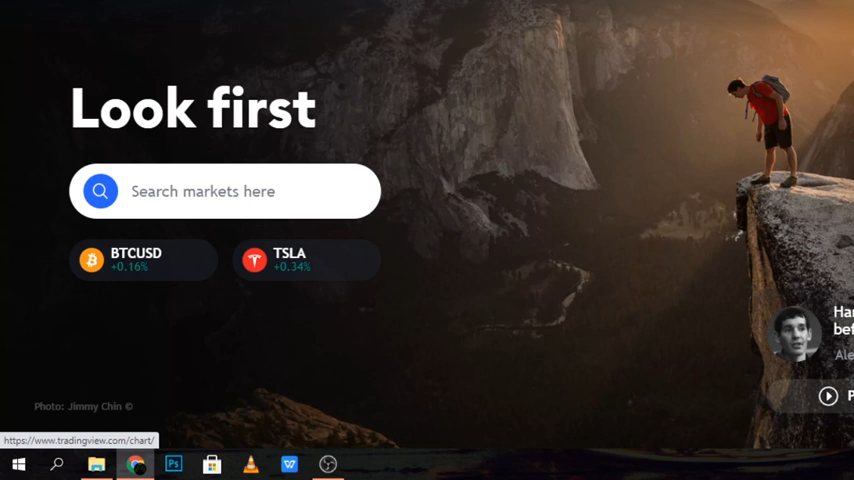 Look first
Search markets here
BTCUSD
+0.16%
TSLA
+0.34%
Photo: Jimmy Chin ©
https://www.tradingview.com/chart/
Ps